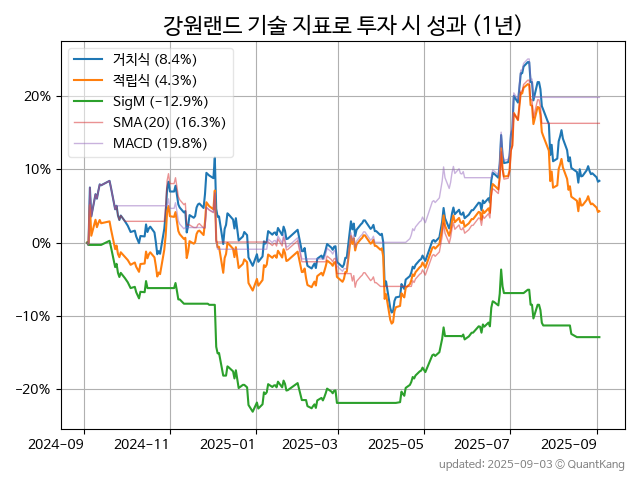 강원랜드 기술 지표로 투자 시 성과 (1년)
거치식 (8.4%)
적립식 (4.3%)
SigM (−12.9%)
SMA(20) (16.3%)
MACD (19.8%)
20%
10%
0%
−10%
−20%
2024-09 2024-11 2025-01 2025-03 2025-05 2025-07 2025-09
updated: 2025-09-03 © QuantKang